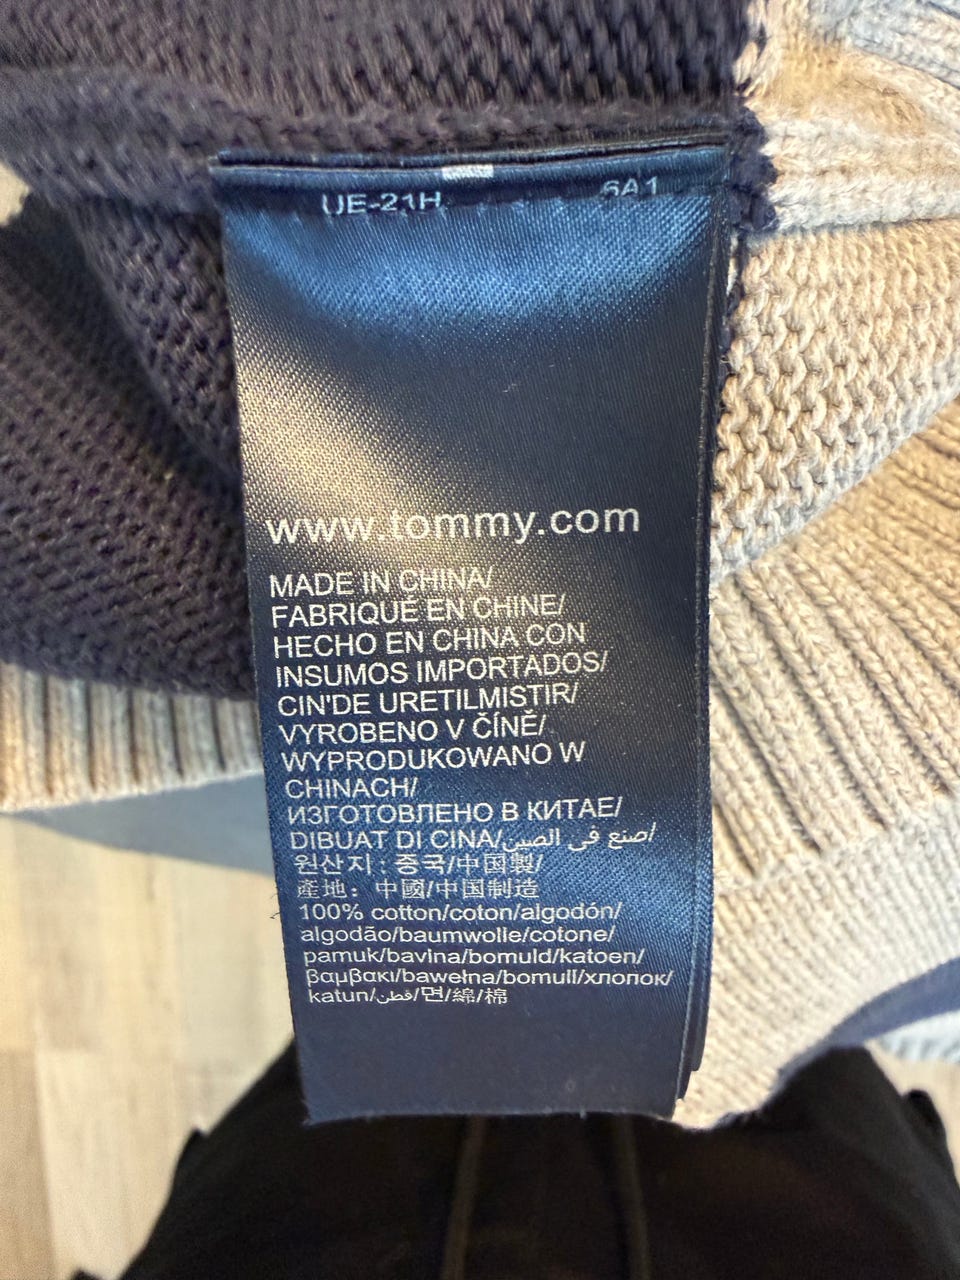 UE-21H 6A1
www.tommy.com
MADE IN CHINA/
FABRIQUÉ EN CHINE/
HECHO EN CHINA CON
INSUMOS IMPORTADOS/
CIN'DE URETILMISTIR/
VYROBENO V ČÍNĚ/
WYPRODUKOWANO W
CHINACH/
ИЗГОТОВЛЕНО В КИТАЕ/
DIBUAT DI CINA/صنع في الصين/
원산지 : 중국/中国製/
產地： 中國/中国制造
100% cotton/coton/algodón/
algodão/baumwolle/cotone/
pamuk/bavlna/bomuld/katoen/
βαμβακι/bawełna/bomull/хлопок/
katun/قطن/면/綿/棉